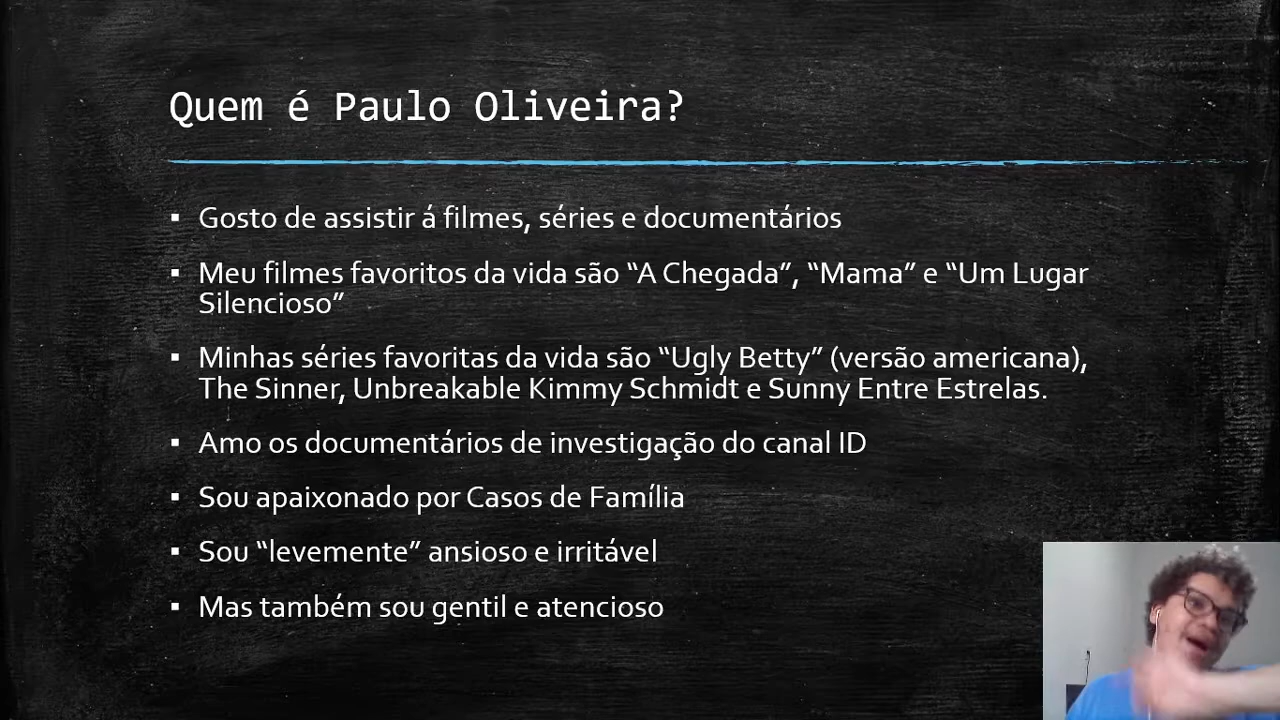 Quem é Paulo Oliveira?
▪ Gosto de assistir á filmes, séries e documentários
▪ Meu filmes favoritos da vida são “A Chegada”, “Mama” e “Um Lugar
Silencioso”
▪ Minhas séries favoritas da vida são “Ugly Betty” (versão americana),
The Sinner, Unbreakable Kimmy Schmidt e Sunny Entre Estrelas.
▪ Amo os documentários de investigação do canal ID
▪ Sou apaixonado por Casos de Família
▪ Sou “levemente” ansioso e irritável
▪ Mas também sou gentil e atencioso